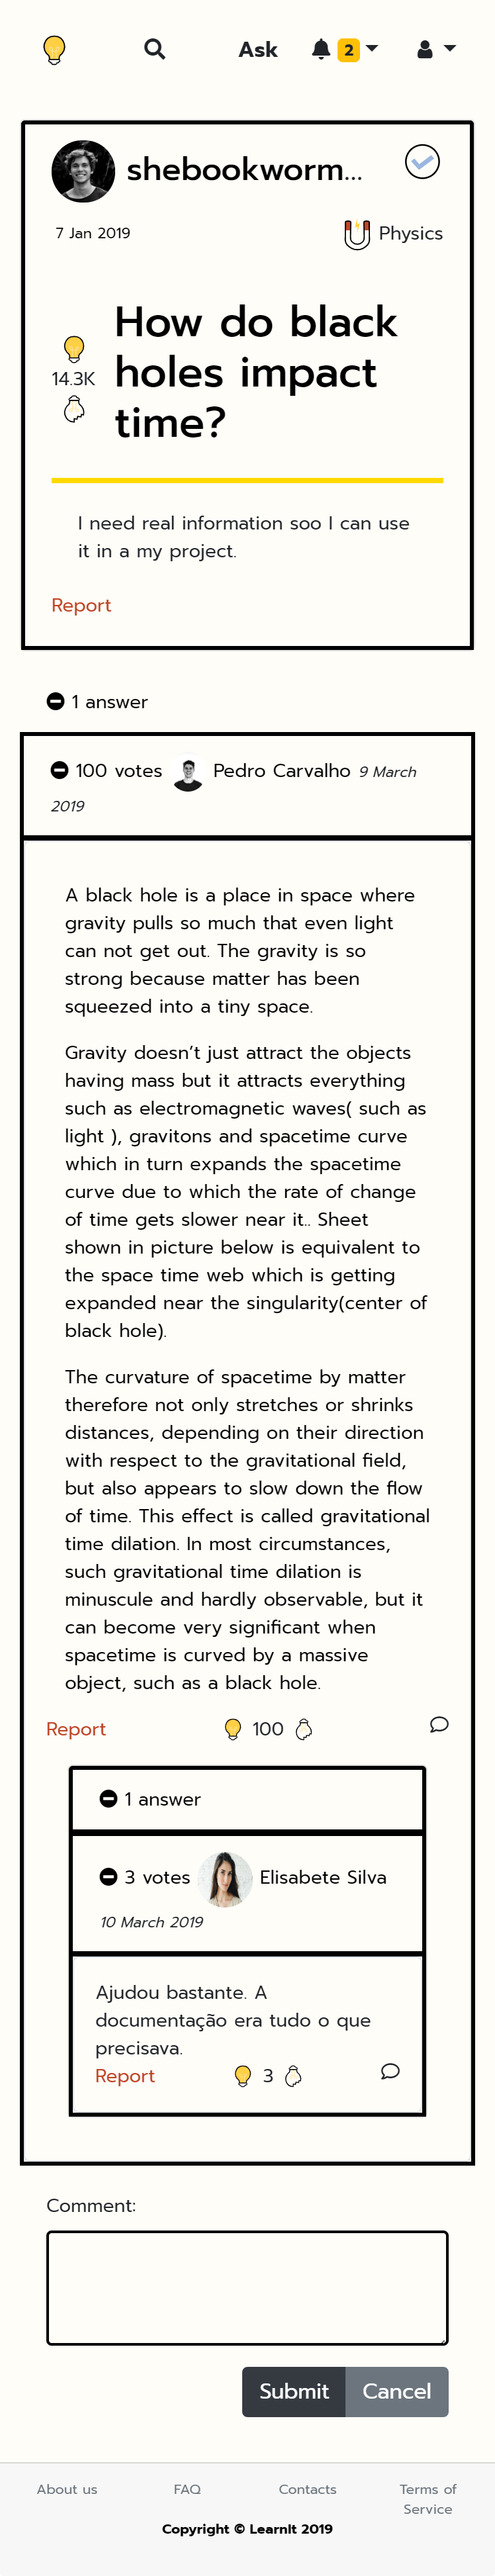 Ask 2
shebookworm...
7 Jan 2019
Physics
How do black
holes impact
time?
14.3K
I need real information soo I can use
it in a my project.
Report
1 answer
100 votes Pedro Carvalho 9 March
2019
A black hole is a place in space where
gravity pulls so much that even light
can not get out. The gravity is so
strong because matter has been
squeezed into a tiny space.
Gravity doesn’t just attract the objects
having mass but it attracts everything
such as electromagnetic waves( such as
light ), gravitons and spacetime curve
which in turn expands the spacetime
curve due to which the rate of change
of time gets slower near it.. Sheet
shown in picture below is equivalent to
the space time web which is getting
expanded near the singularity(center of
black hole).
The curvature of spacetime by matter
therefore not only stretches or shrinks
distances, depending on their direction
with respect to the gravitational field,
but also appears to slow down the flow
of time. This effect is called gravitational
time dilation. In most circumstances,
such gravitational time dilation is
minuscule and hardly observable, but it
can become very significant when
spacetime is curved by a massive
object, such as a black hole.
Report 100
1 answer
3 votes Elisabete Silva
10 March 2019
Ajudou bastante. A
documentação era tudo o que
precisava.
Report 3
Comment:
Submit Cancel
About us FAQ Contacts Terms of
Service
Copyright © LearnIt 2019